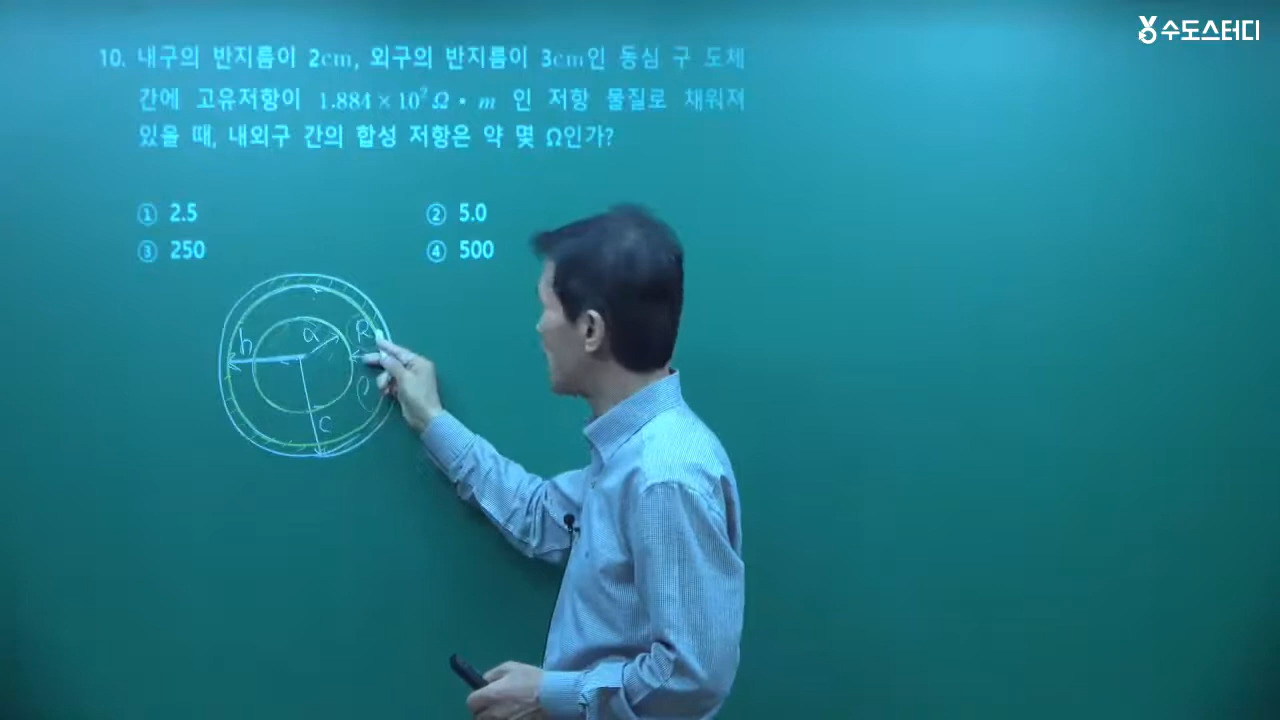 수도스터디
10. 내구의 반지름이 2cm, 외구의 반지름이 3cm인 동심 구 도체
간에 고유저항이 1.884×10² Ω·m 인 저항 물질로 채워져
있을 때, 내외구 간의 합성 저항은 약 몇 Ω인가?
① 2.5 ② 5.0
③ 250 ④ 500
a R
b
c